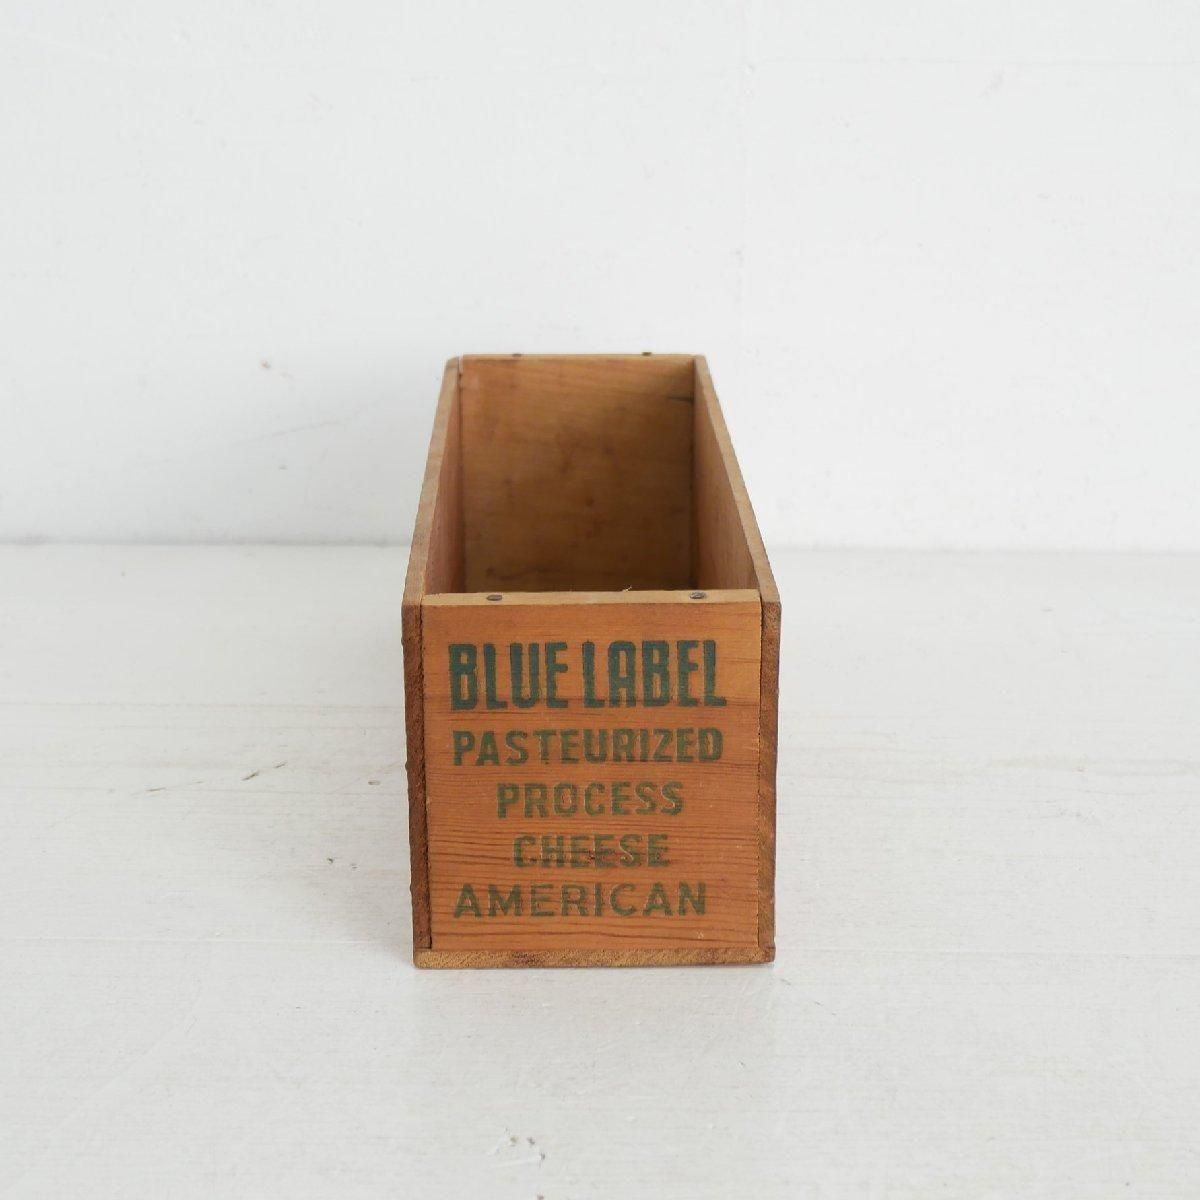 BLUE LABEL
PASTEURIZED
PROCESS
CHEESE
AMERICAN